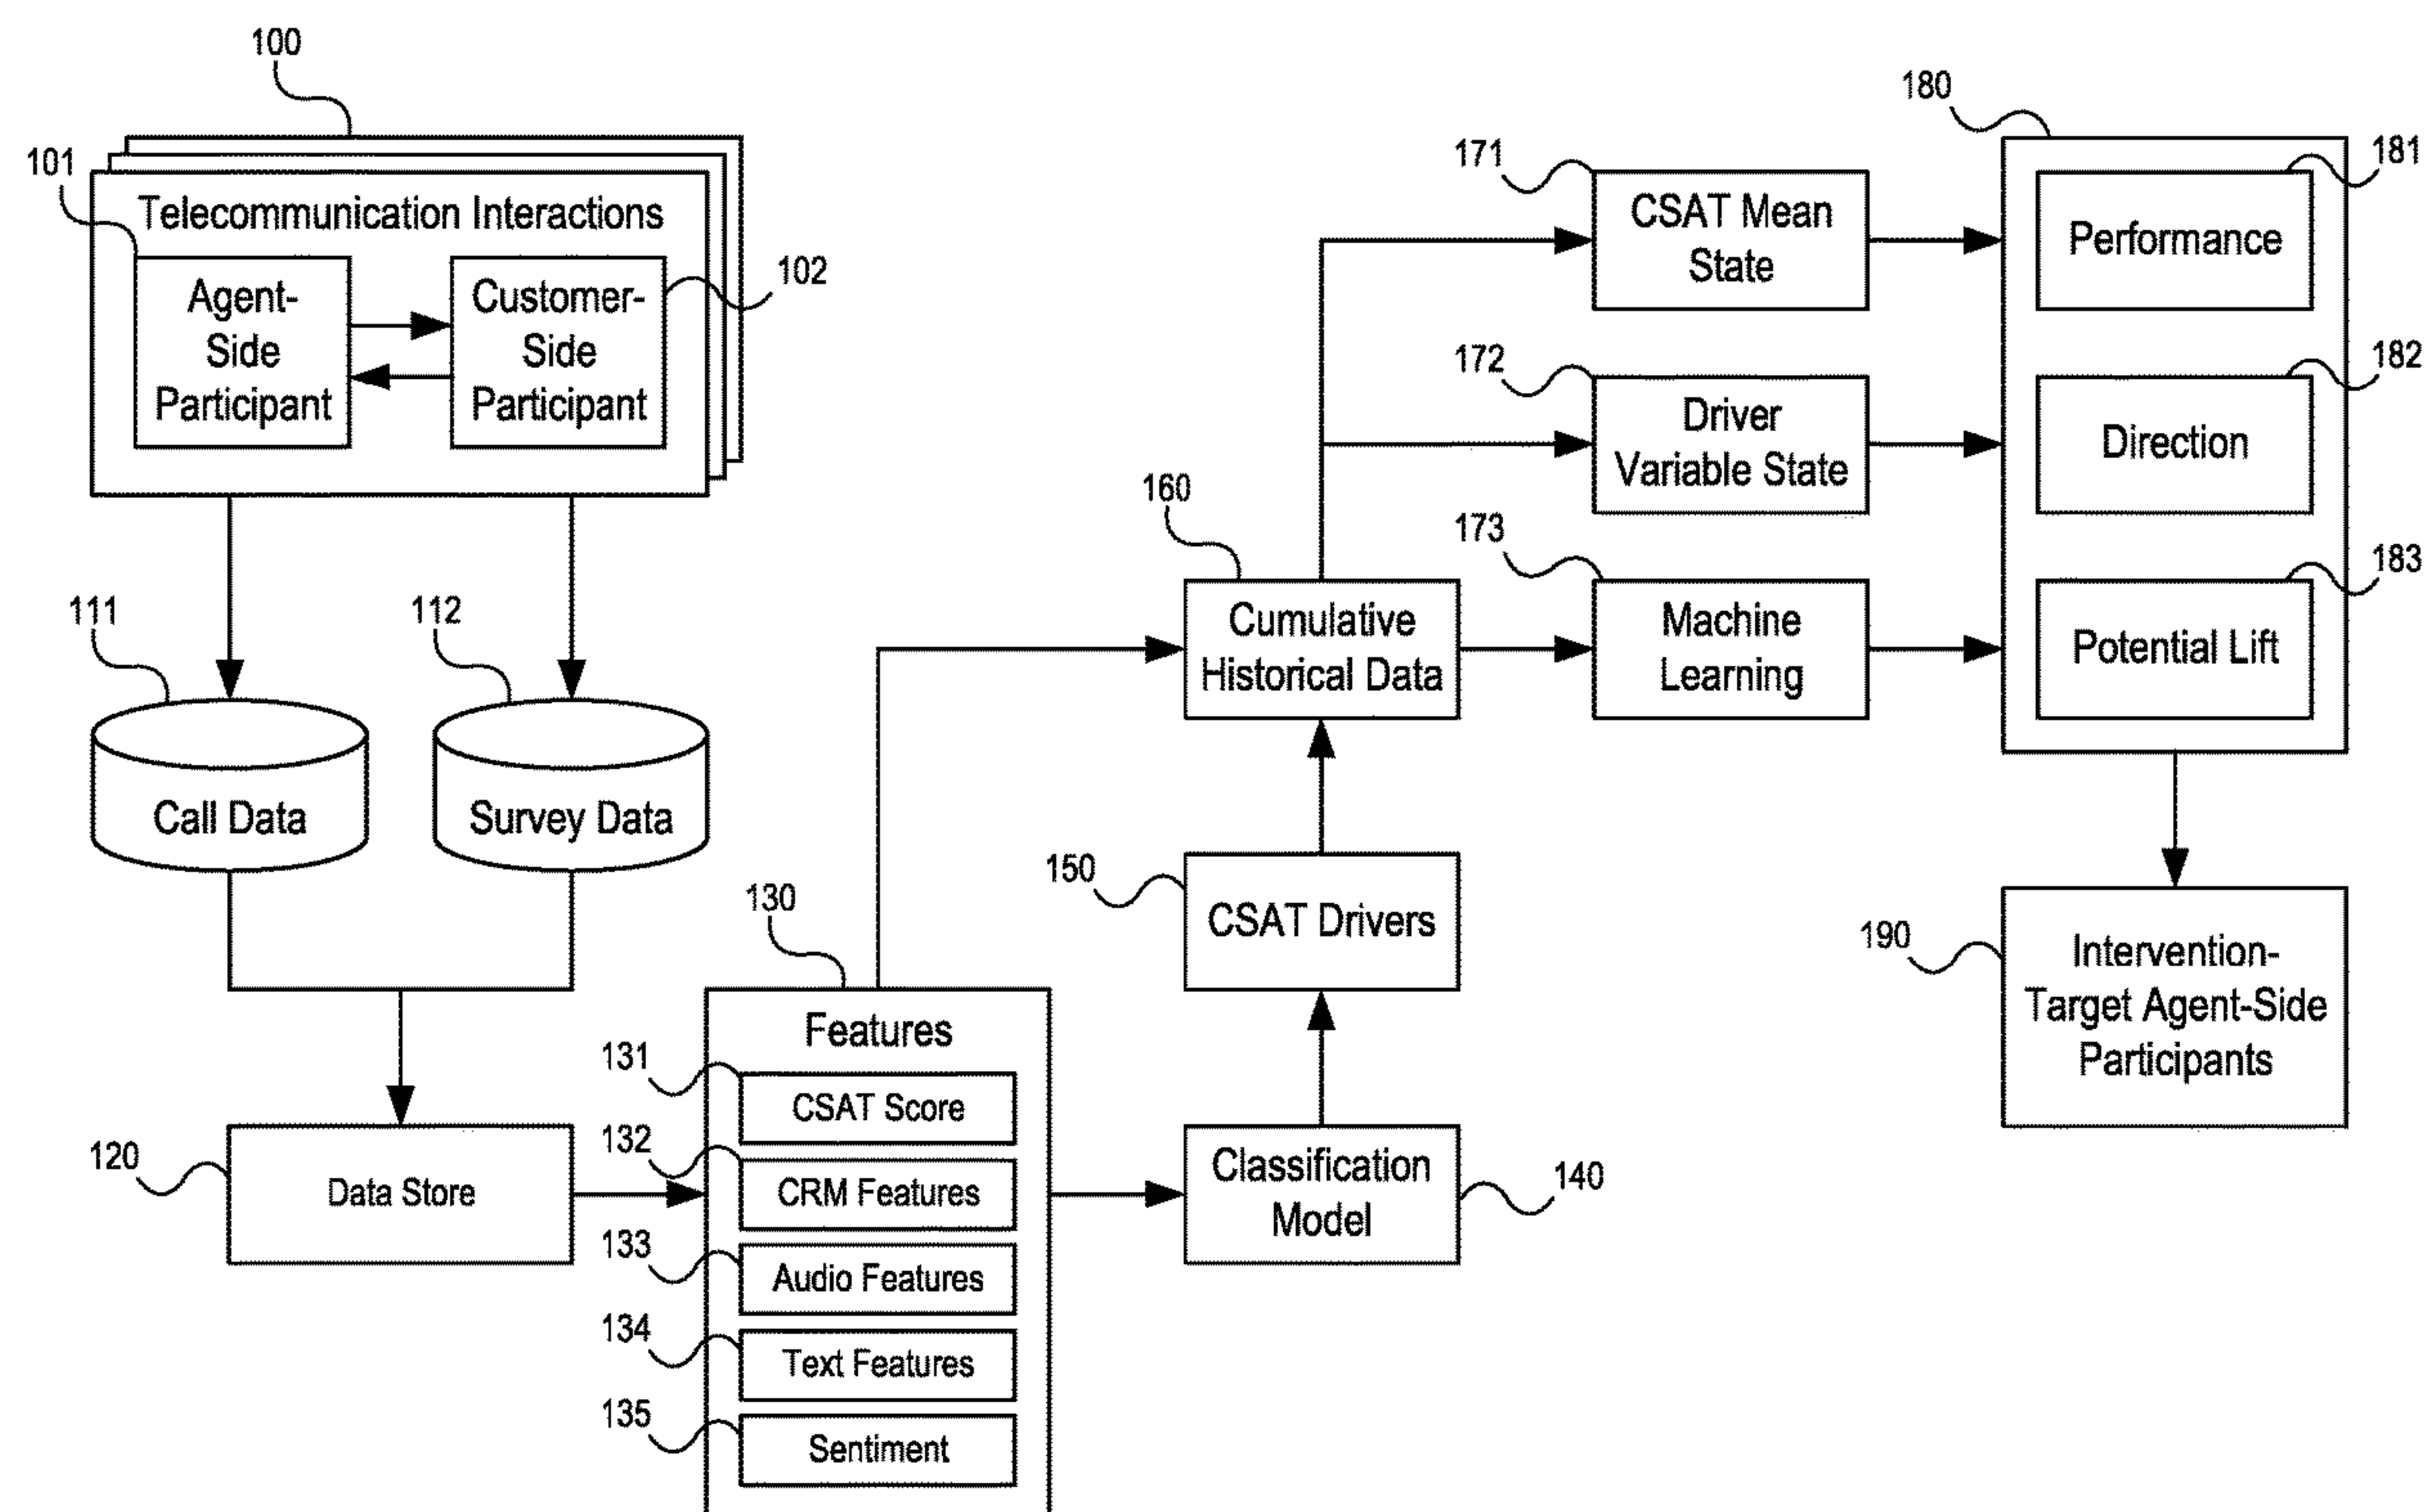 100
180
101
171
181
Telecommunication Interactions
CSAT Mean
State
Performance
102
Agent-
Side
Participant
Customer-
Side
Participant
172
182
Driver
Variable State
Direction
160
173
183
111
112
Cumulative
Historical Data
Machine
Learning
Potential Lift
Call Data
Survey Data
150
130
CSAT Drivers
190
Intervention-
Target Agent-Side
Participants
Features
131
CSAT Score
120
Data Store
132
CRM Features
Classification
Model
140
133
Audio Features
134
Text Features
135
Sentiment